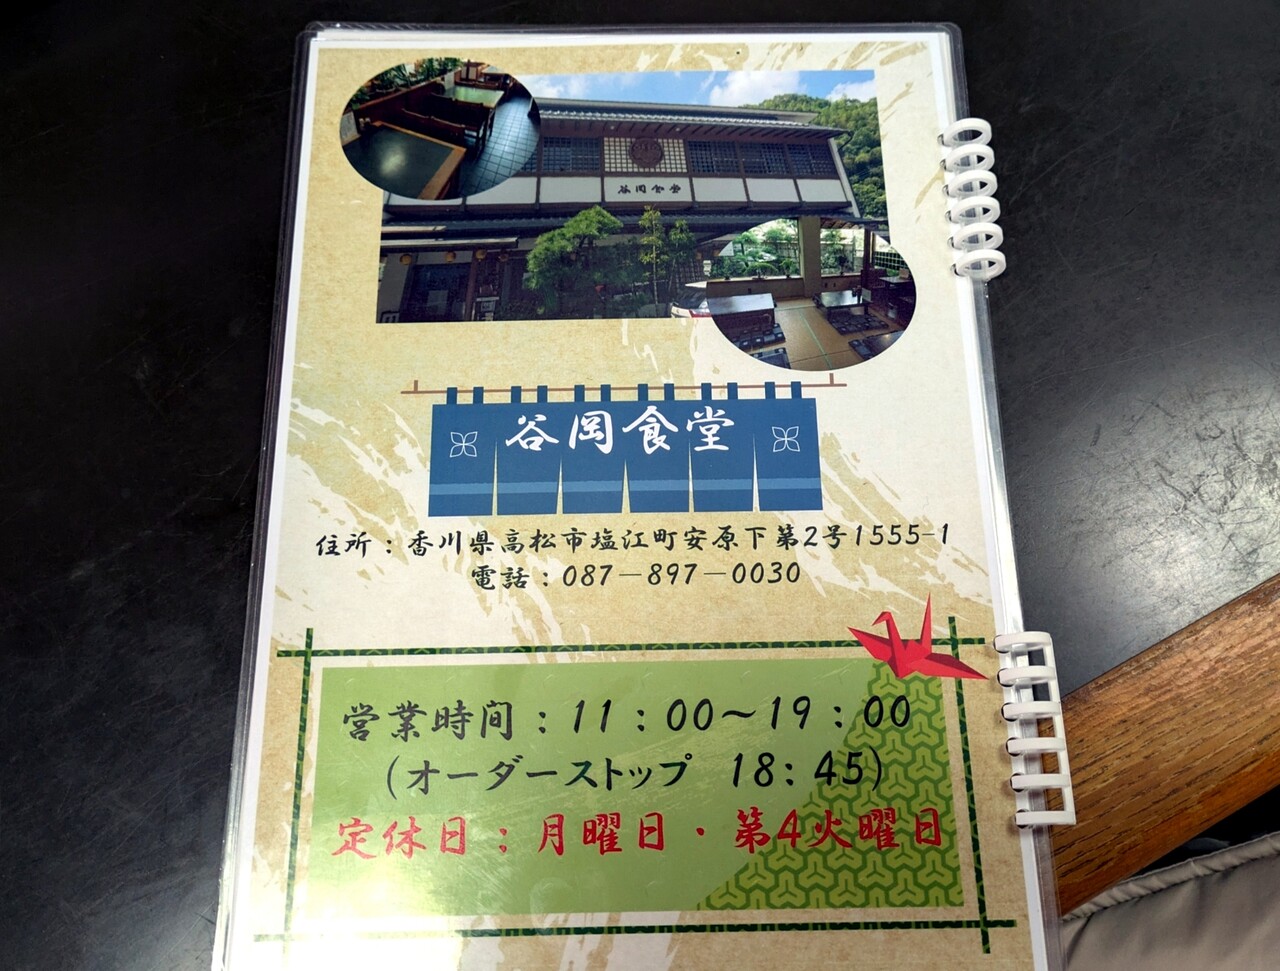 谷岡食堂
谷岡食堂
住所：香川県高松市塩江町安原下第2号1555-1
電話：087－897－0030
営業時間：11：00～19：00
(オーダーストップ 18：45)
定休日：月曜日・第4火曜日